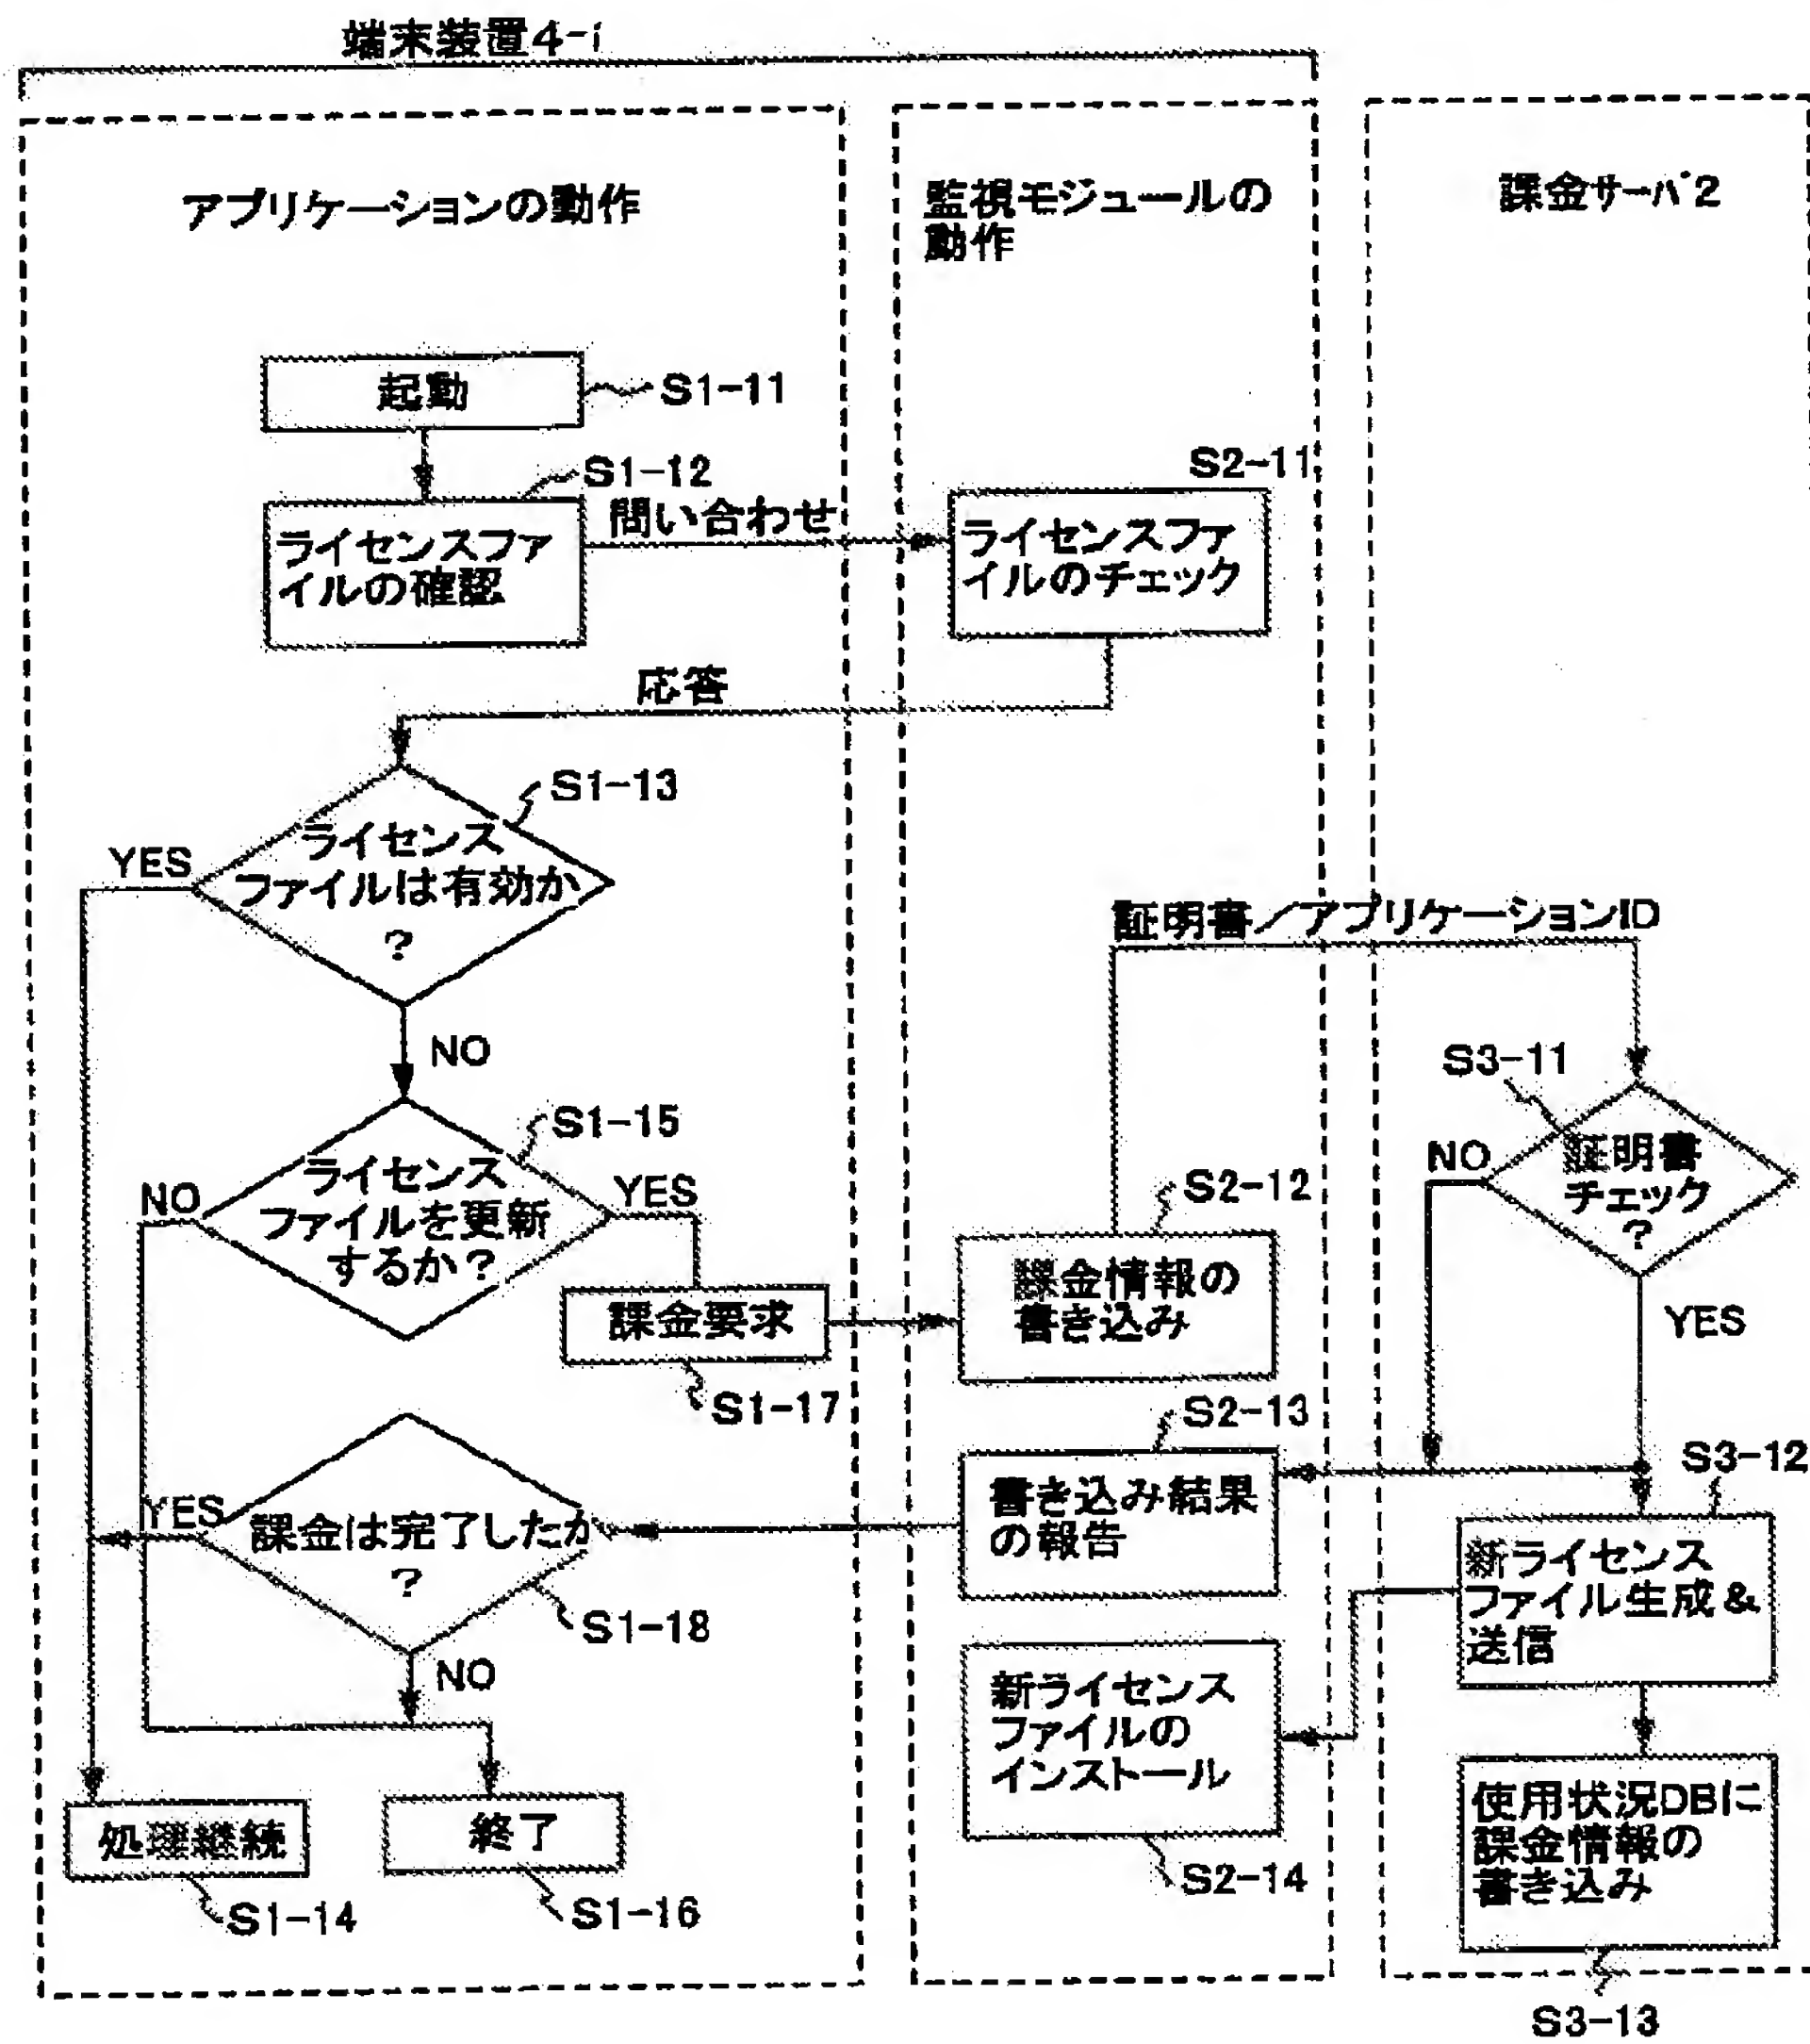 端末装置4-i
アプリケーションの動作
監視モジュールの
動作
課金サーバ2
起動
S1-11
S1-12
ライセンスファ
イルの確認
問い合わせ
S2-11
ライセンスファ
イルのチェック
応答
S1-13
ライセンス
ファイルは有効か
?
YES
NO
証明書/アプリケーションID
S3-11
証明書
チェック
?
NO
YES
S1-15
ライセンス
ファイルを更新
するか?
NO
YES
課金要求
S1-17
S2-12
課金情報の
書き込み
S2-13
書き込み結果
の報告
課金は完了したか
?
YES
S1-18
NO
S3-12
新ライセンス
ファイル生成&
送信
新ライセンス
ファイルの
インストール
S2-14
使用状況DBに
課金情報の
書き込み
S3-13
処理継続
S1-14
終了
S1-16